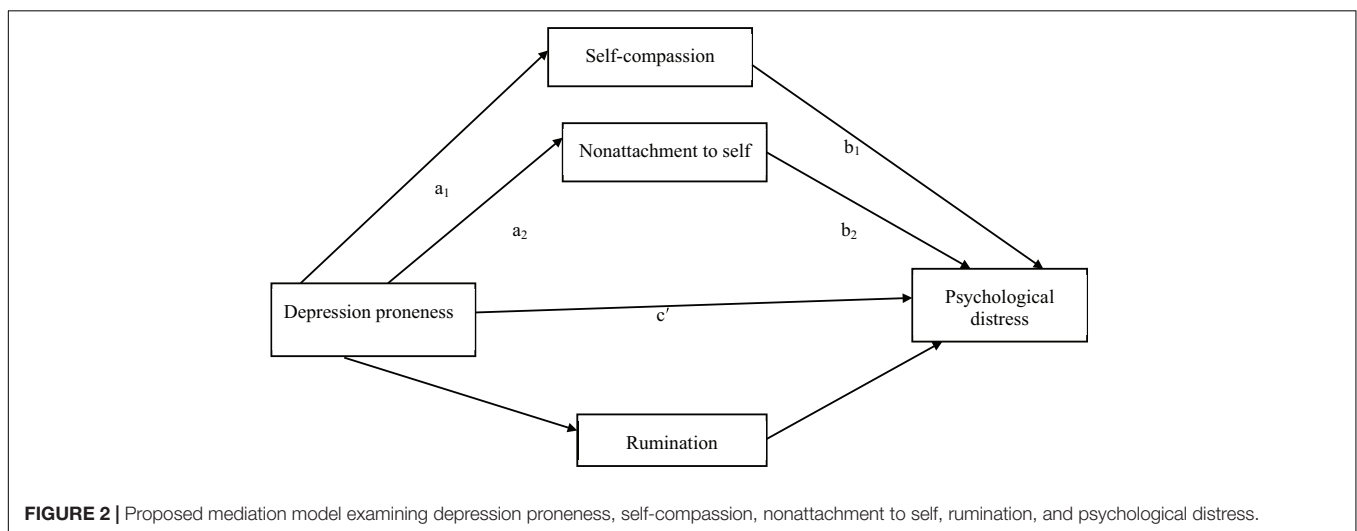 Self-compassion
Nonattachment to self
b₁
a₁
a₂
b₂
Depression proneness
c′
Psychological
distress
Rumination
FIGURE 2 | Proposed mediation model examining depression proneness, self-compassion, nonattachment to self, rumination, and psychological distress.